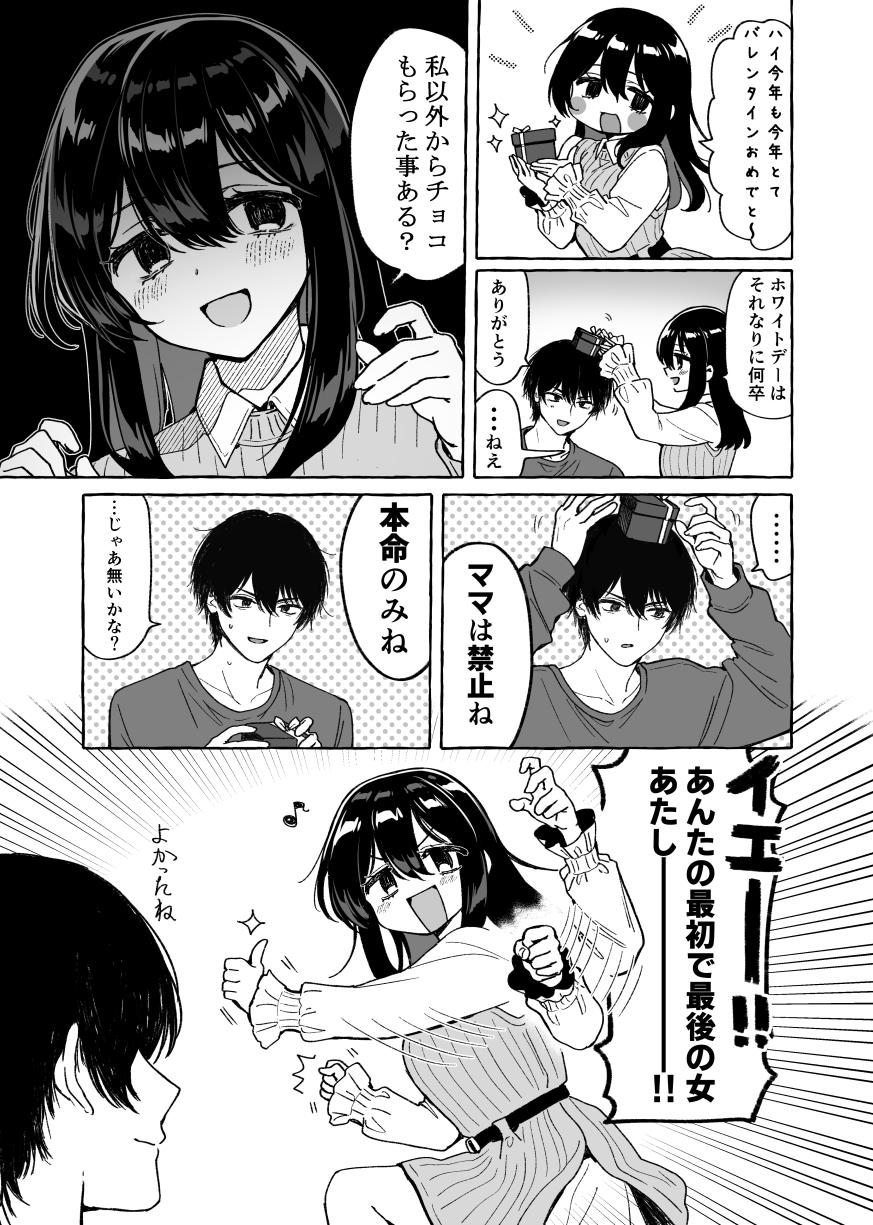 ハイ今年も今年とて
バレンタインおめでと〜
ホワイトデーは
それなりに何卒
ありがとう
…ねえ
私以外からチョコ
もらった事ある？
……
ママは禁止ね
本命のみね
…じゃあ無いかな？
イエーー!!
あんたの最初で最後の女
あたし――――!!
よかったね